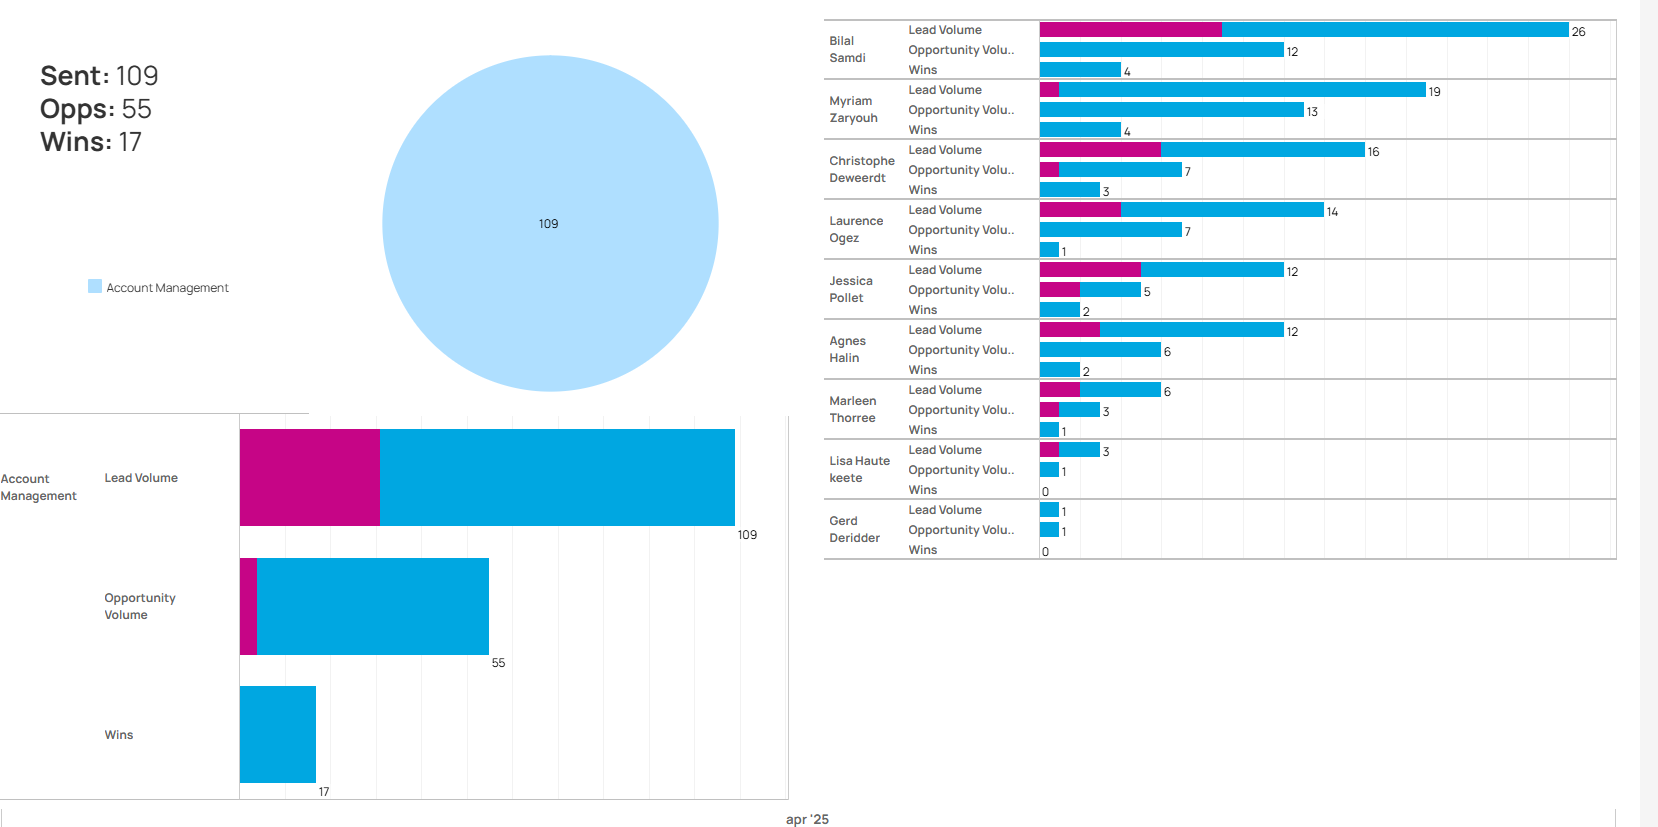 Sent: 109
Opps: 55
Wins: 17
109
Account Management
Account
Management
Lead Volume
109
Opportunity
Volume
55
Wins
17
Bilal
Samdi
Lead Volume
26
Opportunity Volu..
12
Wins
4
Myriam
Zaryouh
Lead Volume
19
Opportunity Volu..
13
Wins
4
Christophe
Deweerdt
Lead Volume
16
Opportunity Volu..
7
Wins
3
Laurence
Ogez
Lead Volume
14
Opportunity Volu..
7
Wins
1
Jessica
Pollet
Lead Volume
12
Opportunity Volu..
5
Wins
2
Agnes
Halin
Lead Volume
12
Opportunity Volu..
6
Wins
2
Marleen
Thorree
Lead Volume
6
Opportunity Volu..
3
Wins
1
Lisa Haute
keete
Lead Volume
3
Opportunity Volu..
1
Wins
0
Gerd
Deridder
Lead Volume
1
Opportunity Volu..
1
Wins
0
apr '25